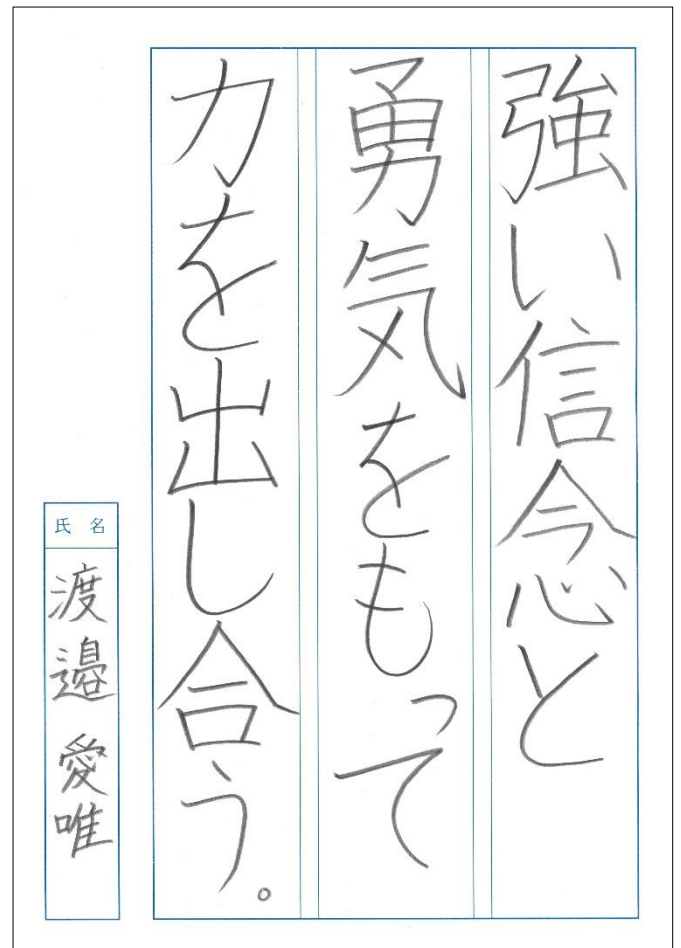 強い信念と
勇気をもって
力を出し合う。
氏名
渡邉 愛唯